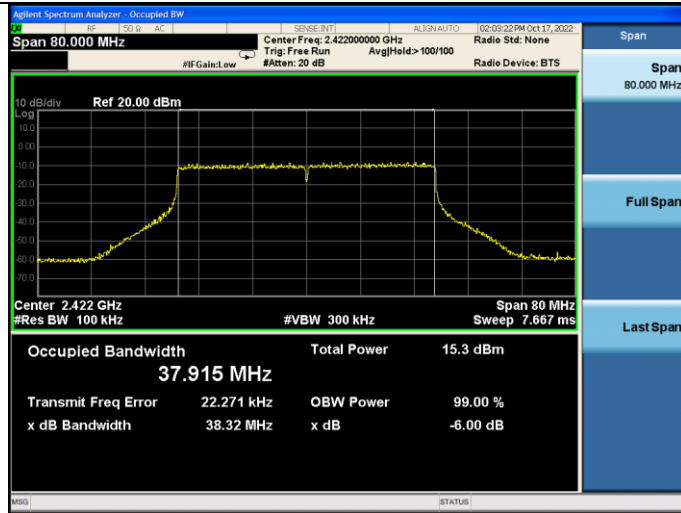 Agilent Spectrum Analyzer - Occupied BW
RF 50 Ω AC SENSE:INT ALIGN AUTO 02:03:22 PM Oct 17, 2022
Span 80.000 MHz
Center Freq: 2.422000000 GHz
Radio Std: None
Trig: Free Run Avg|Hold:> 100/100
#IFGain:Low #Atten: 20 dB Radio Device: BTS
10 dB/div Ref 20.00 dBm
Log
10.0
0.00
-10.0
-20.0
-30.0
-40.0
-50.0
-60.0
-70.0
Center 2.422 GHz Span 80 MHz
#Res BW 100 kHz #VBW 300 kHz Sweep 7.667 ms
Occupied Bandwidth Total Power 15.3 dBm
37.915 MHz
Transmit Freq Error 22.271 kHz OBW Power 99.00 %
x dB Bandwidth 38.32 MHz x dB -6.00 dB
MSG STATUS
Span
Span
80.000 MHz
Full Span
Last Span